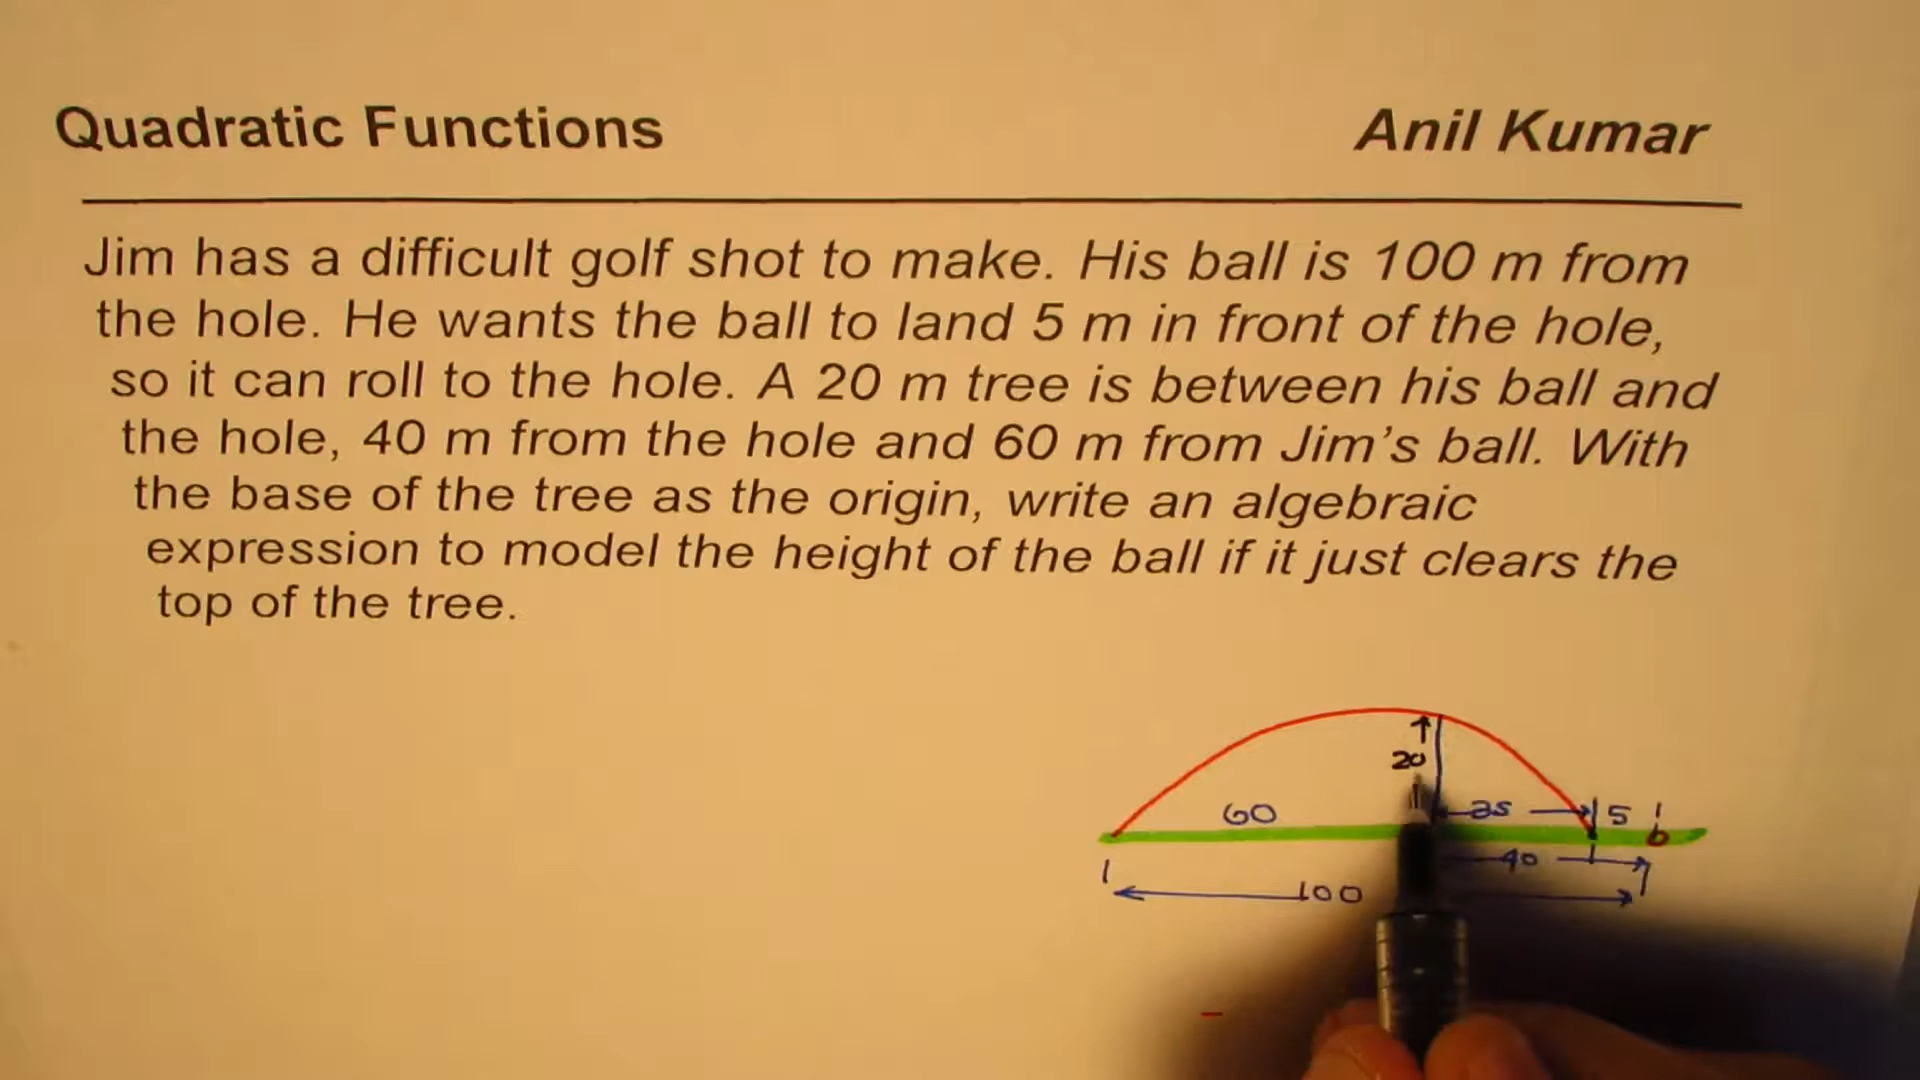 Quadratic Functions Anil Kumar
Jim has a difficult golf shot to make. His ball is 100 m from
the hole. He wants the ball to land 5 m in front of the hole,
so it can roll to the hole. A 20 m tree is between his ball and
the hole, 40 m from the hole and 60 m from Jim's ball. With
the base of the tree as the origin, write an algebraic
expression to model the height of the ball if it just clears the
top of the tree.
20
60 35 5
40
100